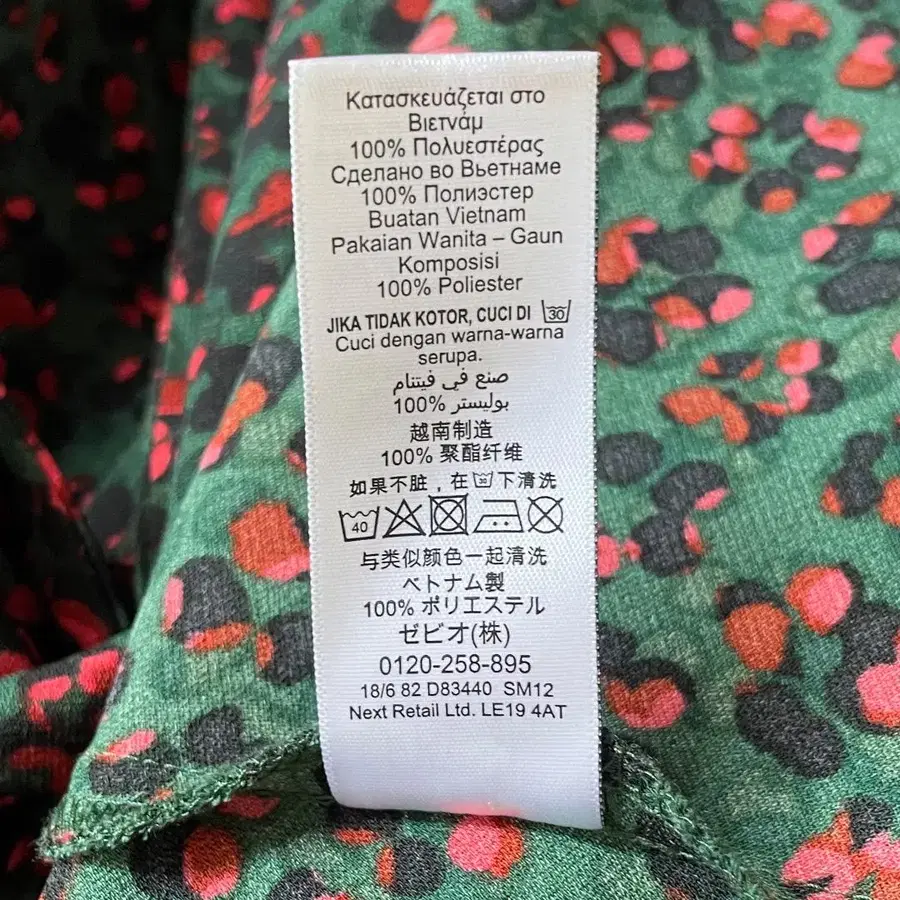 Κατασκευάζεται στο
Βιετνάμ
100% Πολυεστέρας
Сделано во Вьетнаме
100% Полиэстер
Buatan Vietnam
Pakaian Wanita – Gaun
Komposisi
100% Poliester
JIKA TIDAK KOTOR, CUCI DI 30
Cuci dengan warna-warna
serupa.
صنع في فيتنام
100% بوليستر
越南制造
100% 聚酯纤维
如果不脏，在 下清洗
40
与类似颜色一起清洗
ベトナム製
100% ポリエステル
ゼビオ(株)
0120-258-895
18/6 82 D83440 SM12
Next Retail Ltd. LE19 4AT